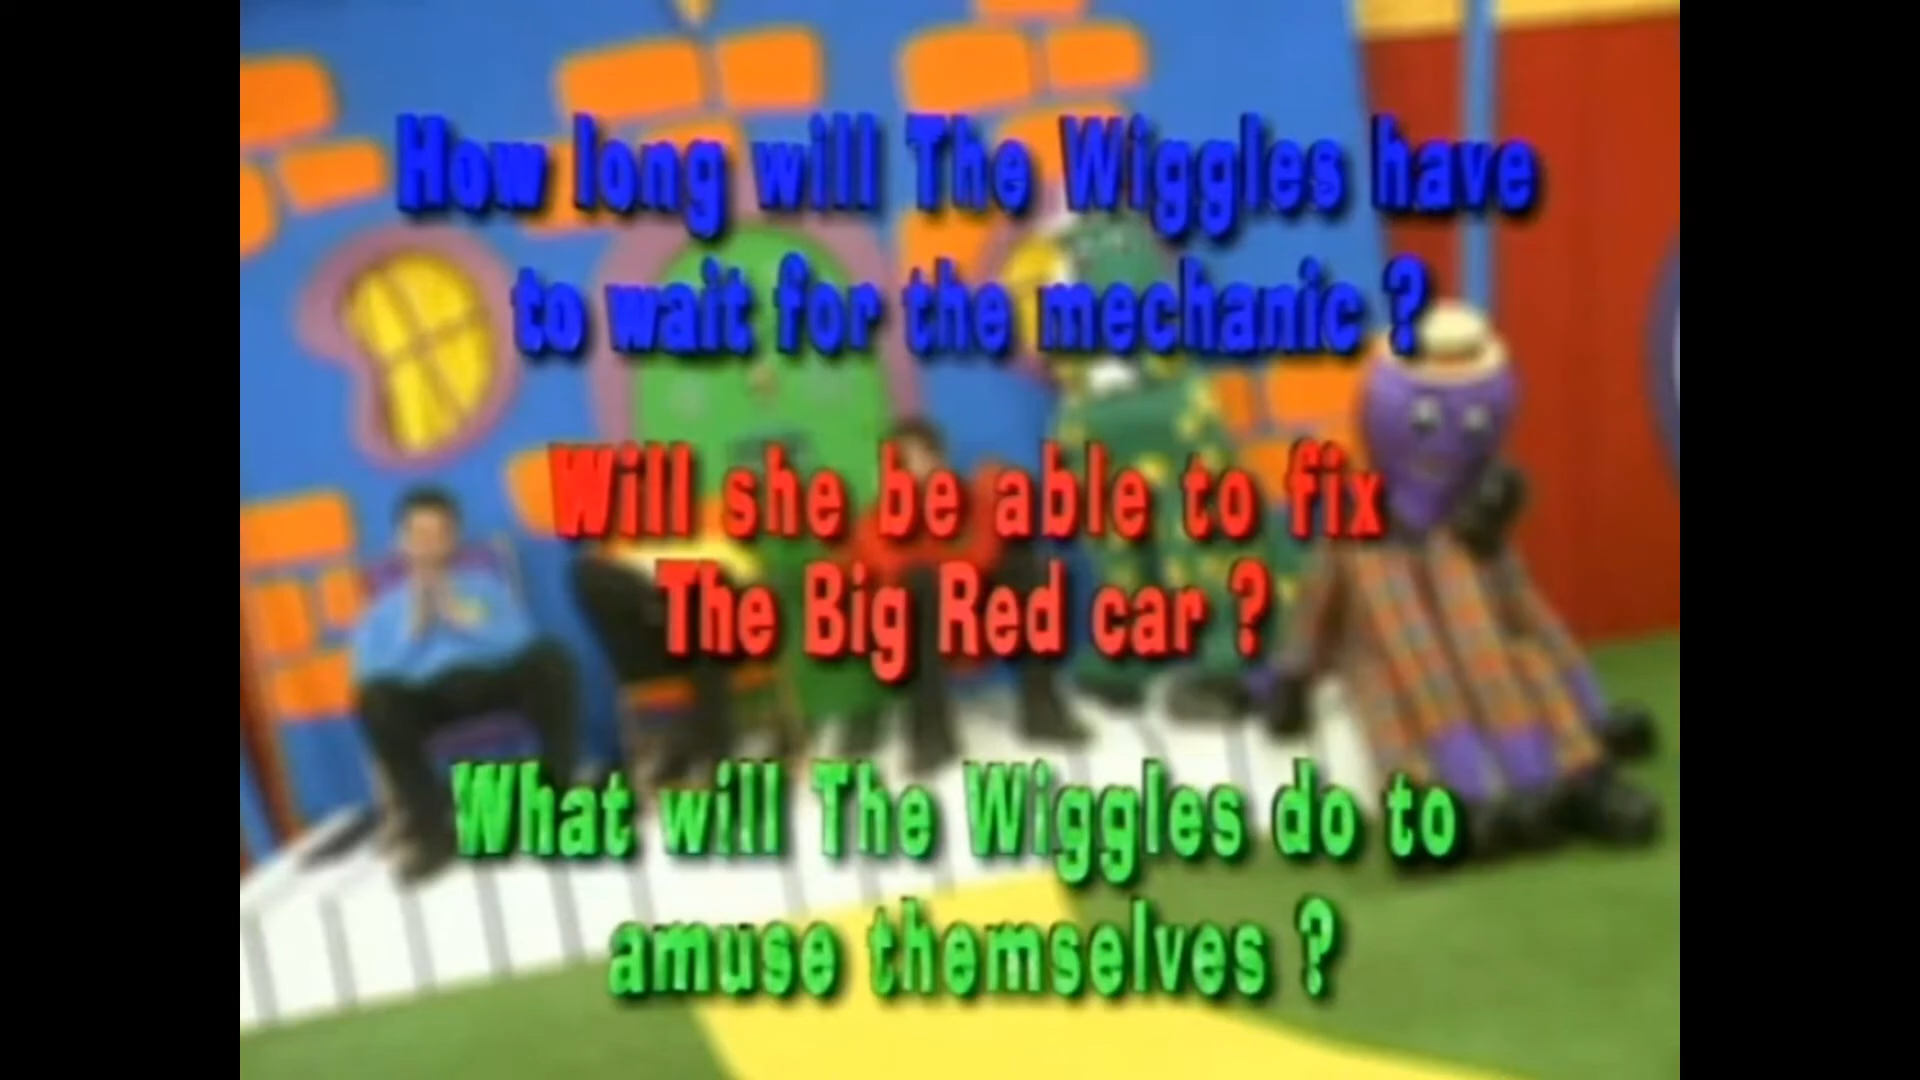 How long will The Wiggles have
to wait for the mechanic ?
Will she be able to fix
The Big Red car ?
What will The Wiggles do to
amuse themselves ?